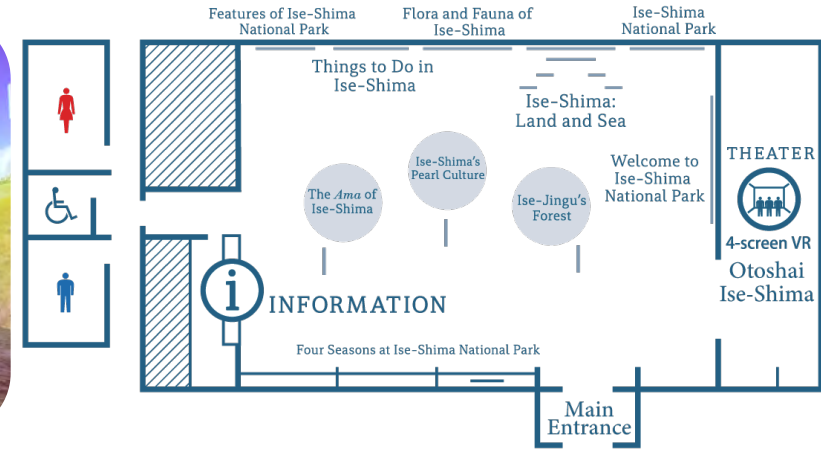 Features of Ise-Shima
National Park
Flora and Fauna of
Ise-Shima
Ise-Shima
National Park
Things to Do in
Ise-Shima
Ise-Shima:
Land and Sea
Ise-Shima's
Pearl Culture
The Ama of
Ise-Shima
Ise-Jingu's
Forest
Welcome to
Ise-Shima
National Park
THEATER
4-screen VR
Otoshai
Ise-Shima
i
INFORMATION
Four Seasons at Ise-Shima National Park
Main
Entrance